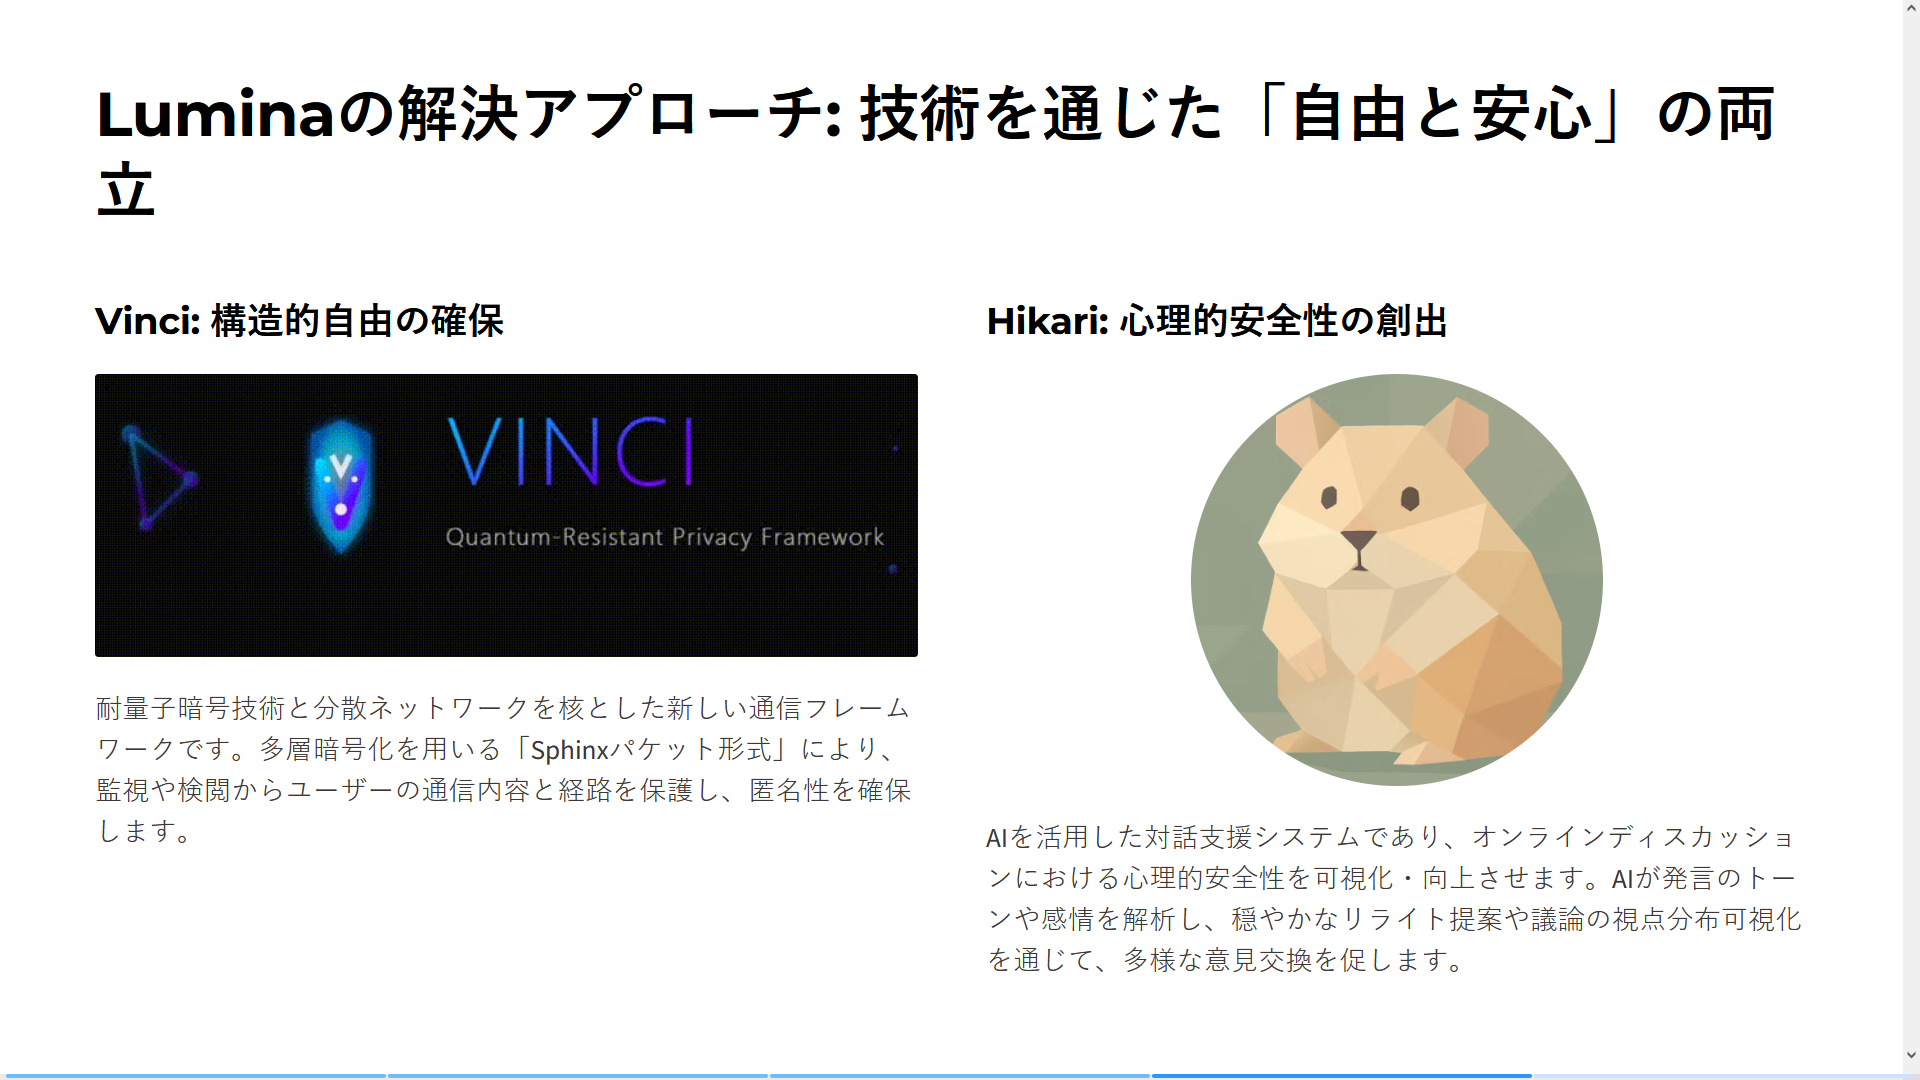 Luminaの解決アプローチ: 技術を通じた「自由と安心」の両
立
Vinci: 構造的自由の確保
V
VINCI
Quantum-Resistant Privacy Framework
耐量子暗号技術と分散ネットワークを核とした新しい通信フレーム
ワークです。多層暗号化を用いる「Sphinxパケット形式」により、
監視や検閲からユーザーの通信内容と経路を保護し、匿名性を確保
します。
Hikari: 心理的安全性の創出
AIを活用した対話支援システムであり、オンラインディスカッショ
ンにおける心理的安全性を可視化・向上させます。AIが発言のトー
ンや感情を解析し、穏やかなリライト提案や議論の視点分布可視化
を通じて、多様な意見交換を促します。